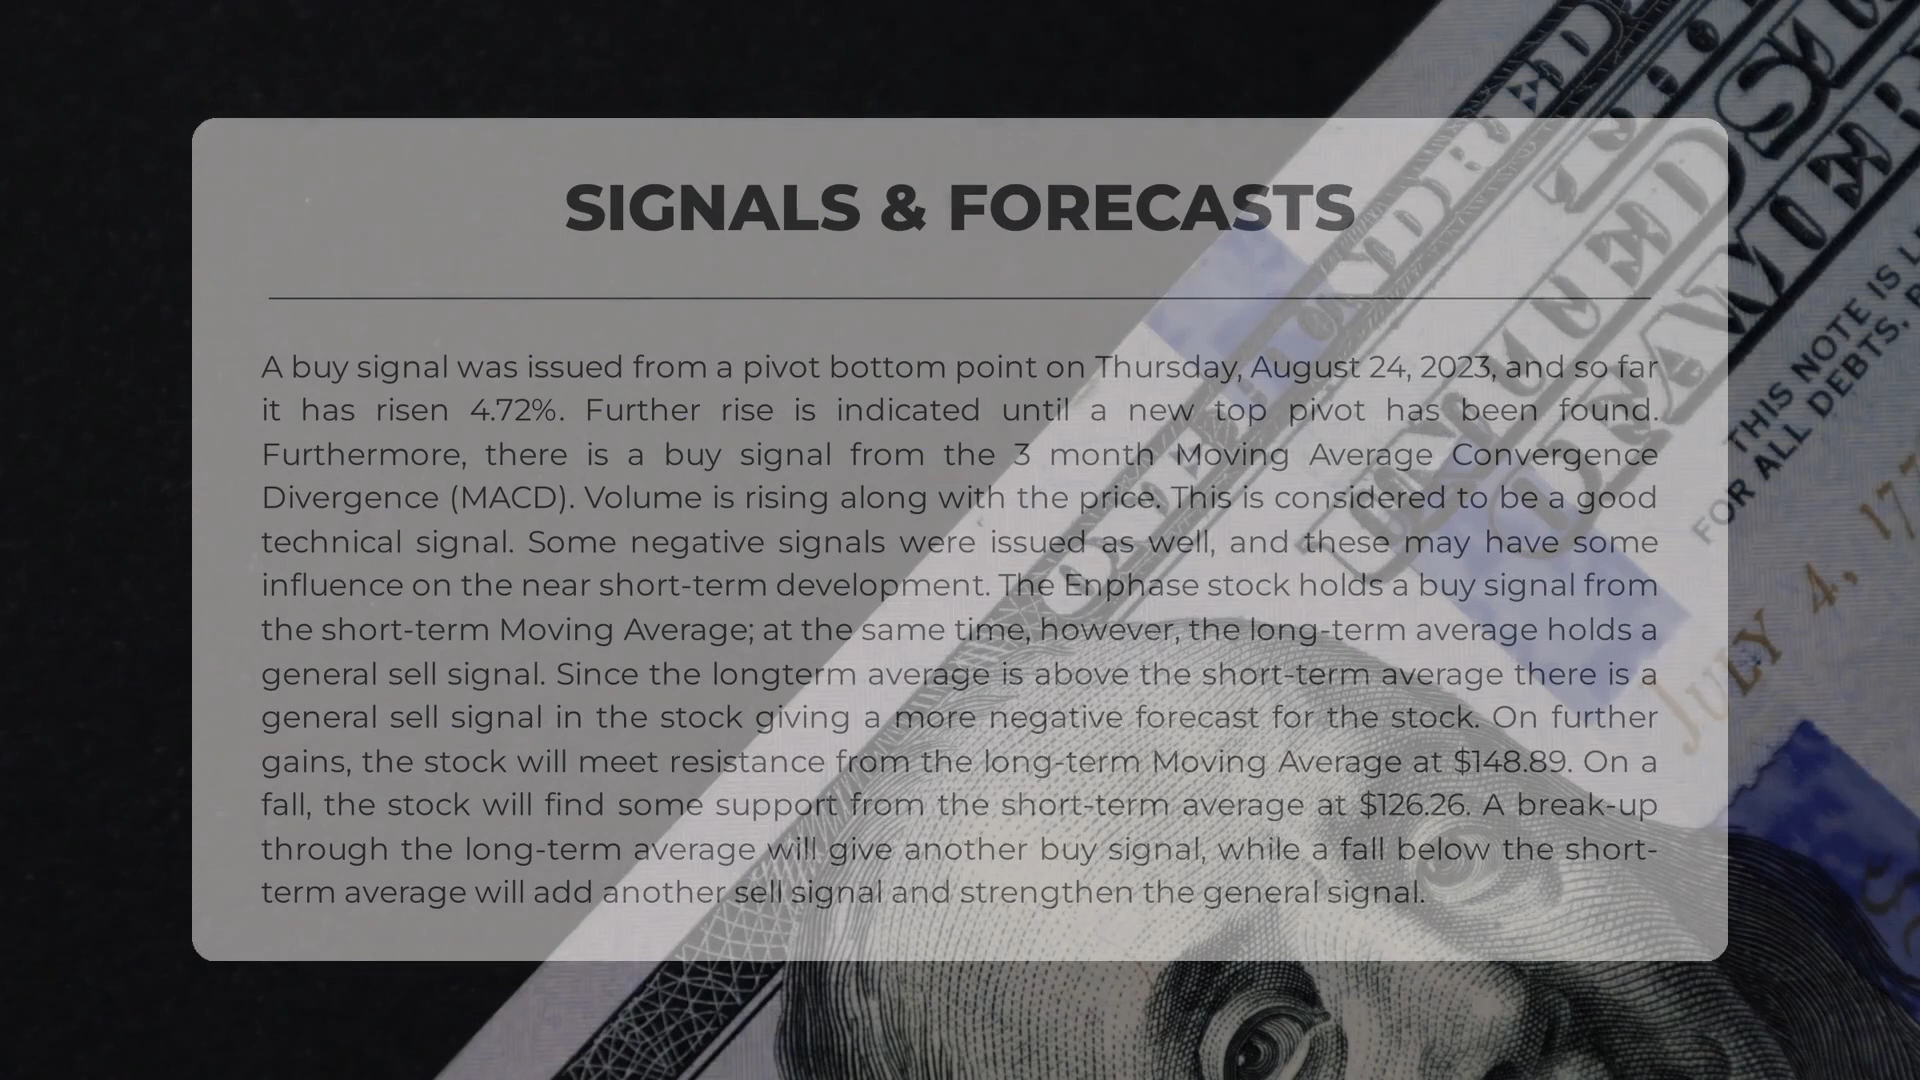 SIGNALS & FORECASTS
A buy signal was issued from a pivot bottom point on Thursday, August 24, 2023, and so far
it has risen 4.72%. Further rise is indicated until a new top pivot has been found.
Furthermore, there is a buy signal from the 3 month Moving Average Convergence
Divergence (MACD). Volume is rising along with the price. This is considered to be a good
technical signal. Some negative signals were issued as well, and these may have some
influence on the near short-term development. The Enphase stock holds a buy signal from
the short-term Moving Average; at the same time, however, the long-term average holds a
general sell signal. Since the longterm average is above the short-term average there is a
general sell signal in the stock giving a more negative forecast for the stock. On further
gains, the stock will meet resistance from the long-term Moving Average at $148.89. On a
fall, the stock will find some support from the short-term average at $126.26. A break-up
through the long-term average will give another buy signal, while a fall below the short-
term average will add another sell signal and strengthen the general signal.
THIS NOTE IS
FOR ALL DEBTS,
JULY 4,